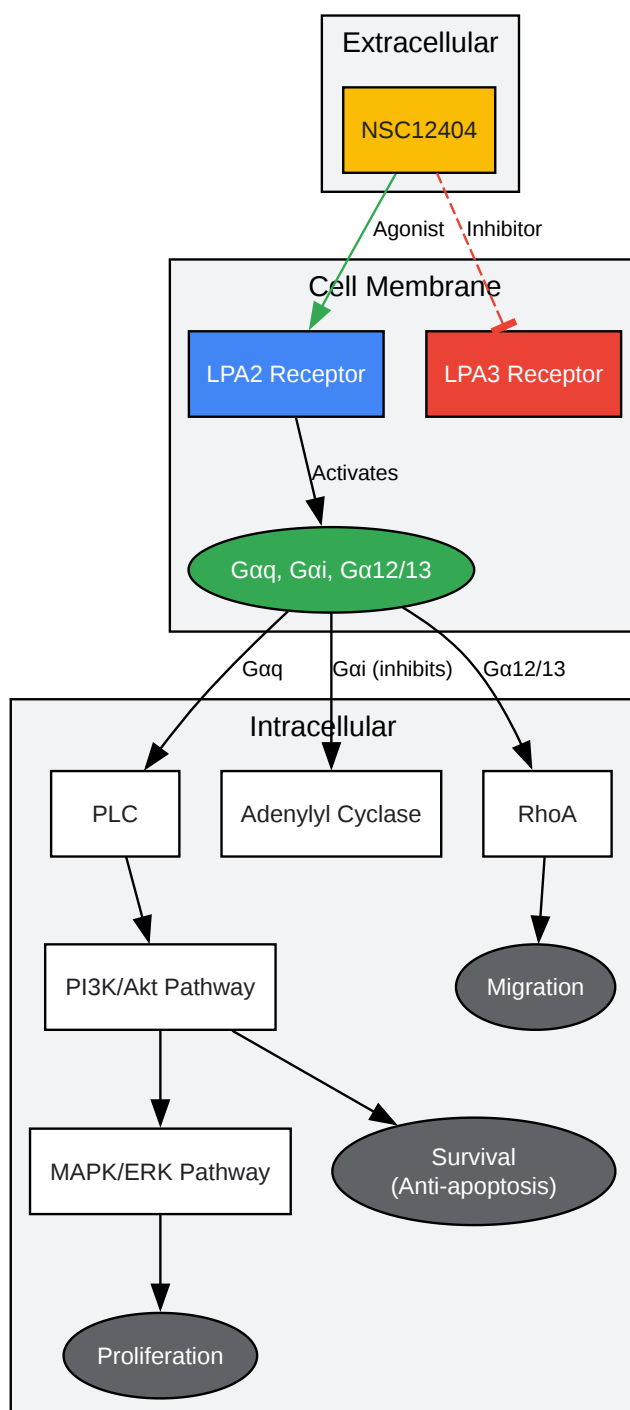 Extracellular
NSC12404
Agonist
Inhibitor
Cell Membrane
LPA2 Receptor
LPA3 Receptor
Activates
Gαq, Gαi, Gα12/13
Gαq
Gαi (inhibits)
Gα12/13
Intracellular
PLC
Adenylyl Cyclase
RhoA
PI3K/Akt Pathway
Migration
MAPK/ERK Pathway
Survival
(Anti-apoptosis)
Proliferation